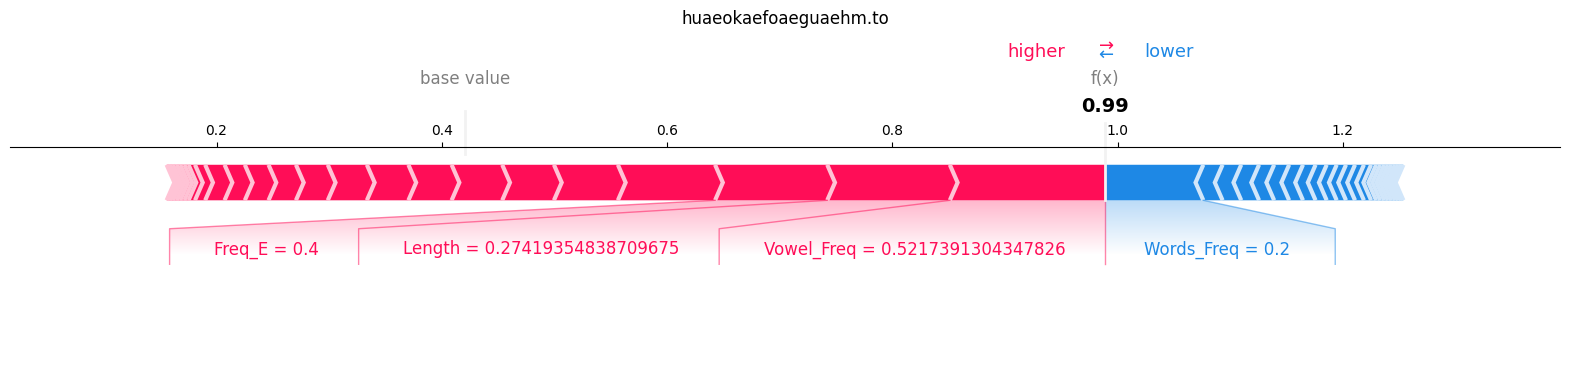 huaeokaefoaeguaehm.to
higher ⇄ lower
base value f(x)
0.99
0.2 0.4 0.6 0.8 1.0 1.2
Freq_E = 0.4 Length = 0.27419354838709675 Vowel_Freq = 0.5217391304347826 Words_Freq = 0.2